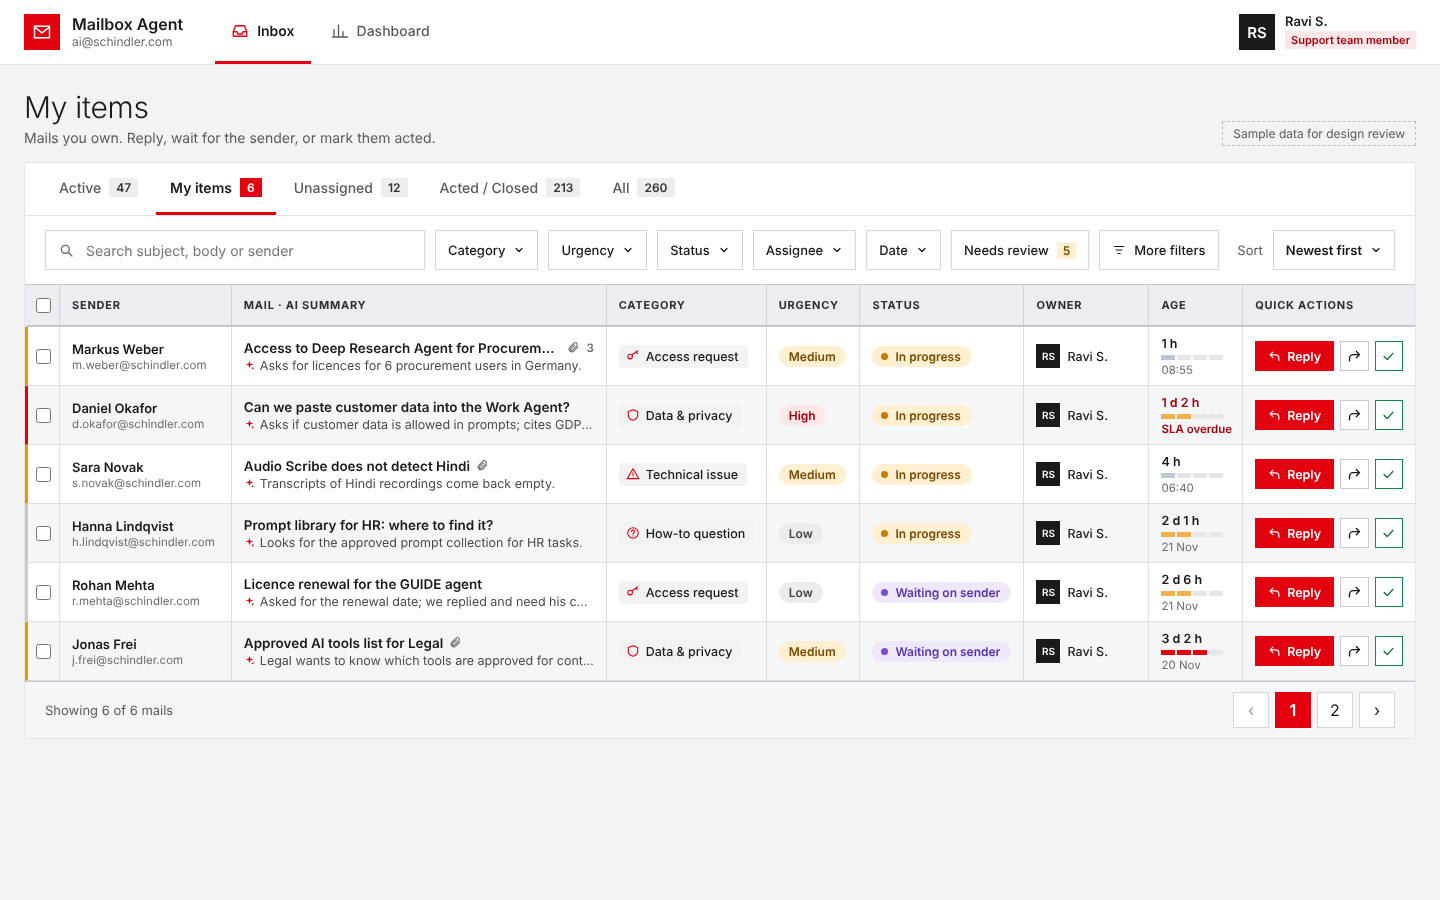 Mailbox Agent
ai@schindler.com
Inbox
Dashboard
RS
Ravi S.
Support team member
My items
Mails you own. Reply, wait for the sender, or mark them acted.
Sample data for design review
Active 47
My items 6
Unassigned 12
Acted / Closed 213
All 260
Search subject, body or sender
Category
Urgency
Status
Assignee
Date
Needs review 5
More filters
Sort
Newest first
SENDER
MAIL · AI SUMMARY
CATEGORY
URGENCY
STATUS
OWNER
AGE
QUICK ACTIONS
Markus Weber
m.weber@schindler.com
Access to Deep Research Agent for Procurem... 3
Asks for licences for 6 procurement users in Germany.
Access request
Medium
In progress
RS Ravi S.
1 h
08:55
Reply
Daniel Okafor
d.okafor@schindler.com
Can we paste customer data into the Work Agent?
Asks if customer data is allowed in prompts; cites GDP...
Data & privacy
High
In progress
RS Ravi S.
1 d 2 h
SLA overdue
Reply
Sara Novak
s.novak@schindler.com
Audio Scribe does not detect Hindi
Transcripts of Hindi recordings come back empty.
Technical issue
Medium
In progress
RS Ravi S.
4 h
06:40
Reply
Hanna Lindqvist
h.lindqvist@schindler.com
Prompt library for HR: where to find it?
Looks for the approved prompt collection for HR tasks.
How-to question
Low
In progress
RS Ravi S.
2 d 1 h
21 Nov
Reply
Rohan Mehta
r.mehta@schindler.com
Licence renewal for the GUIDE agent
Asked for the renewal date; we replied and need his c...
Access request
Low
Waiting on sender
RS Ravi S.
2 d 6 h
21 Nov
Reply
Jonas Frei
j.frei@schindler.com
Approved AI tools list for Legal
Legal wants to know which tools are approved for cont...
Data & privacy
Medium
Waiting on sender
RS Ravi S.
3 d 2 h
20 Nov
Reply
Showing 6 of 6 mails
‹ 1 2 ›